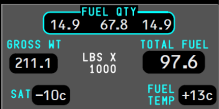 FUEL QTY
14.9 67.8 14.9
GROSS WT
211.1
LBS X
1000
TOTAL FUEL
97.6
SAT -10c
FUEL
TEMP +13c